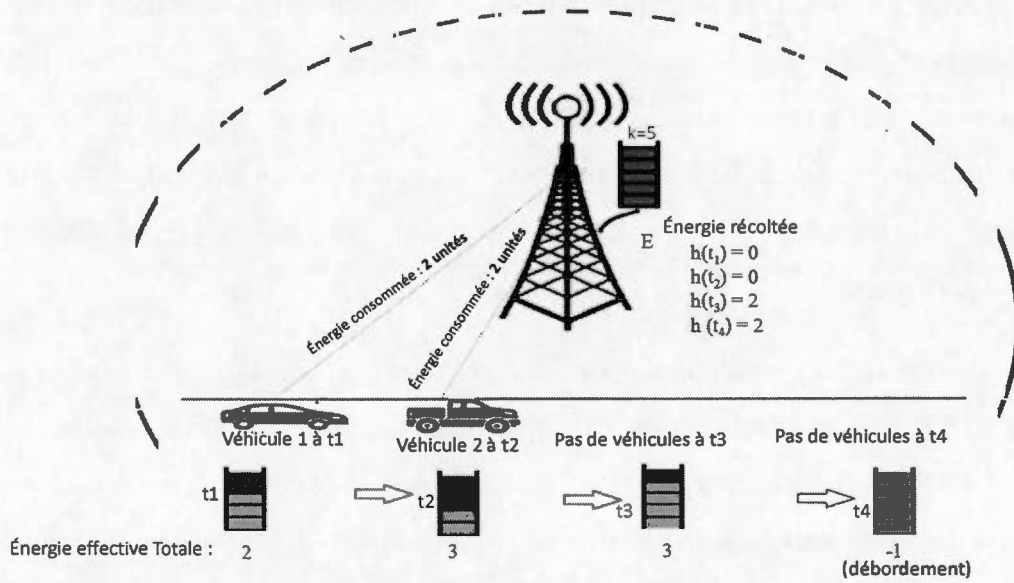 k=5
E
Énergie récoltée
h(t₁) = 0
h(t₂) = 0
h(t₃) = 2
h (t₄) = 2
Énergie consommée : 2 unités
Énergie consommée: 2 unités
Véhicule 1 à t1
Véhicule 2 à t2
Pas de véhicules à t3
Pas de véhicules à t4
t1
t2
t3
t4
Énergie effective Totale : 2 3 3 -1
(débordement)